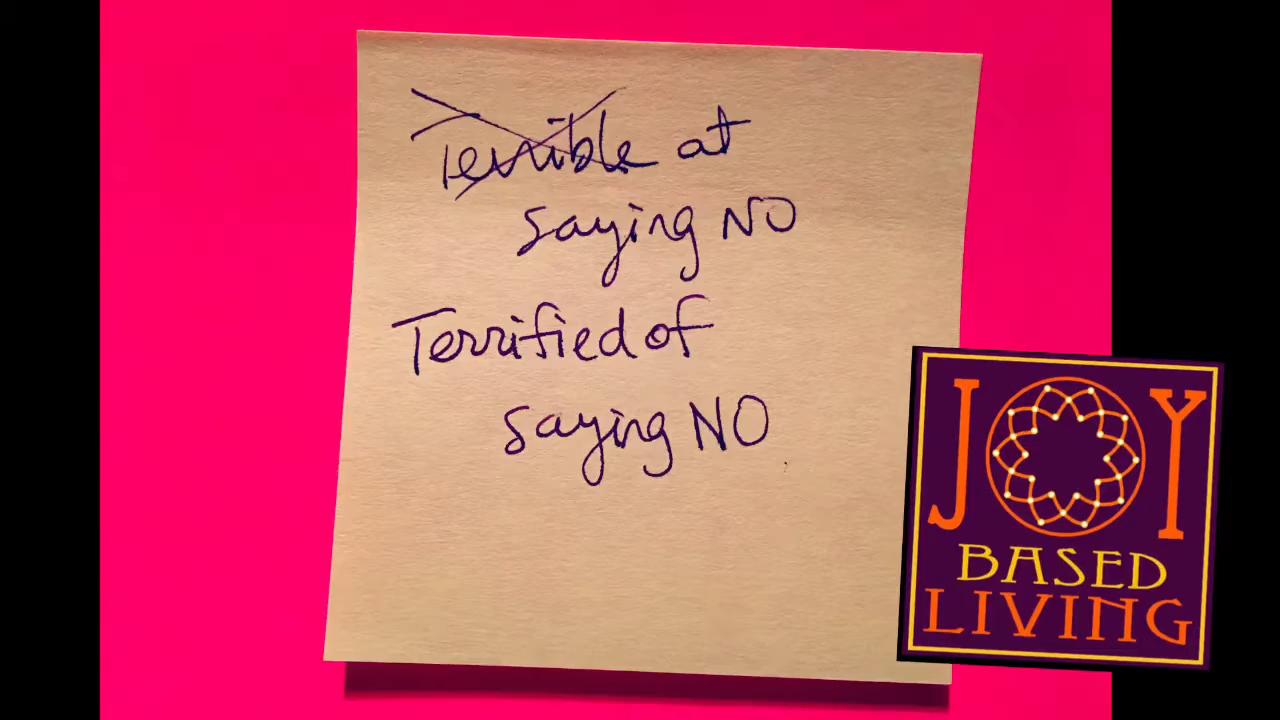 Terrible at
saying NO
Terrified of
saying NO
JOY
BASED
LIVING